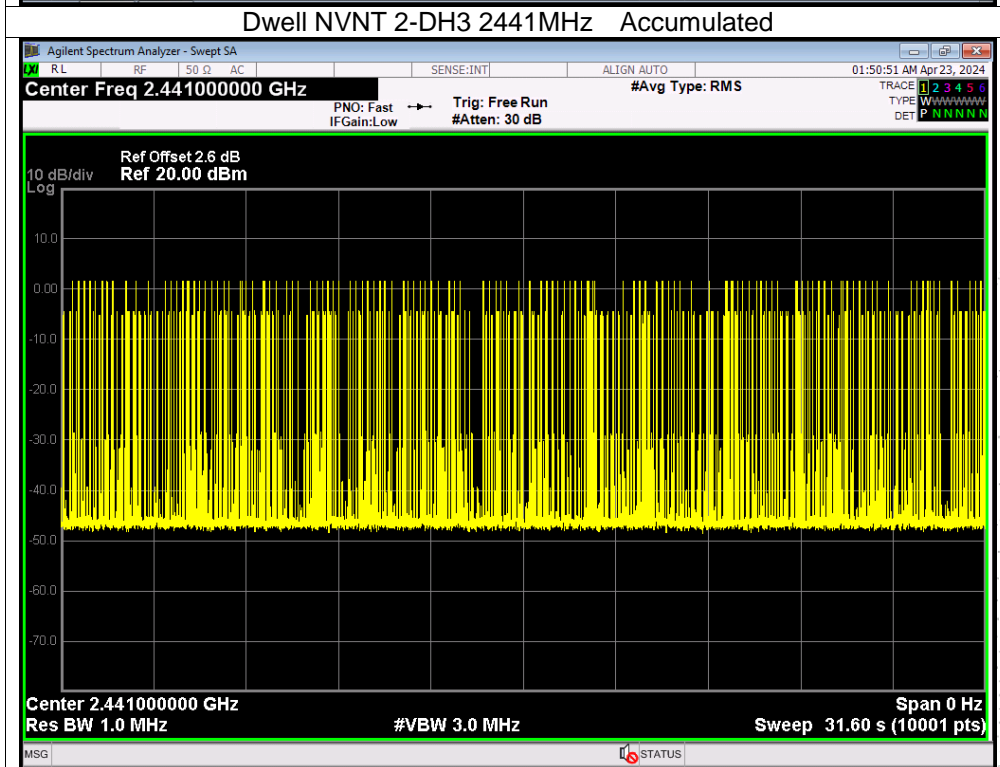 Dwell NVNT 2-DH3 2441MHz Accumulated
Agilent Spectrum Analyzer - Swept SA
LXI RL RF 50 Ω AC SENSE:INT ALIGN AUTO 01:50:51 AM Apr 23, 2024
Center Freq 2.441000000 GHz #Avg Type: RMS TRACE 1 2 3 4 5 6
PNO: Fast Trig: Free Run TYPE WWWWWW
IFGain:Low #Atten: 30 dB DET P N N N N N
Ref Offset 2.6 dB
10 dB/div Ref 20.00 dBm
Log
10.0
0.00
-10.0
-20.0
-30.0
-40.0
-50.0
-60.0
-70.0
Center 2.441000000 GHz Span 0 Hz
Res BW 1.0 MHz #VBW 3.0 MHz Sweep 31.60 s (10001 pts)
MSG STATUS